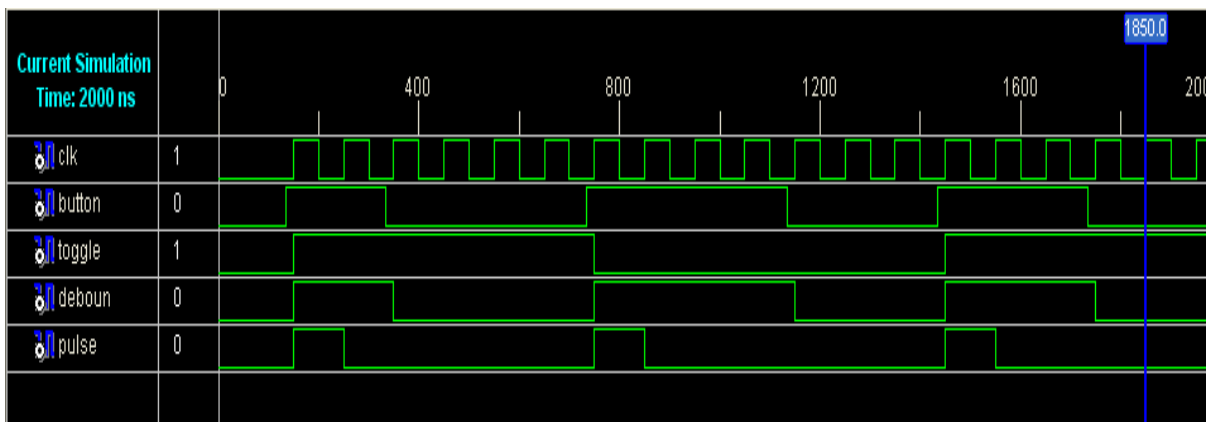 1850.0
Current Simulation
Time: 2000 ns
0 400 800 1200 1600 200
clk 1
button 0
toggle 1
deboun 0
pulse 0